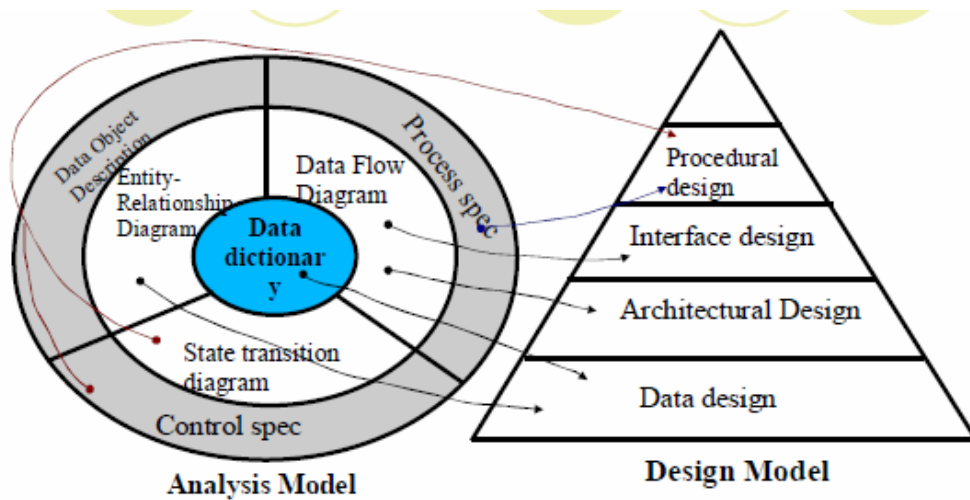 Data Object
Description
Entity-
Relationship
Diagram
Data Flow
Diagram
Process spec
Data
dictionar
y
State transition
diagram
Control spec
Analysis Model
Procedural
design
Interface design
Architectural Design
Data design
Design Model